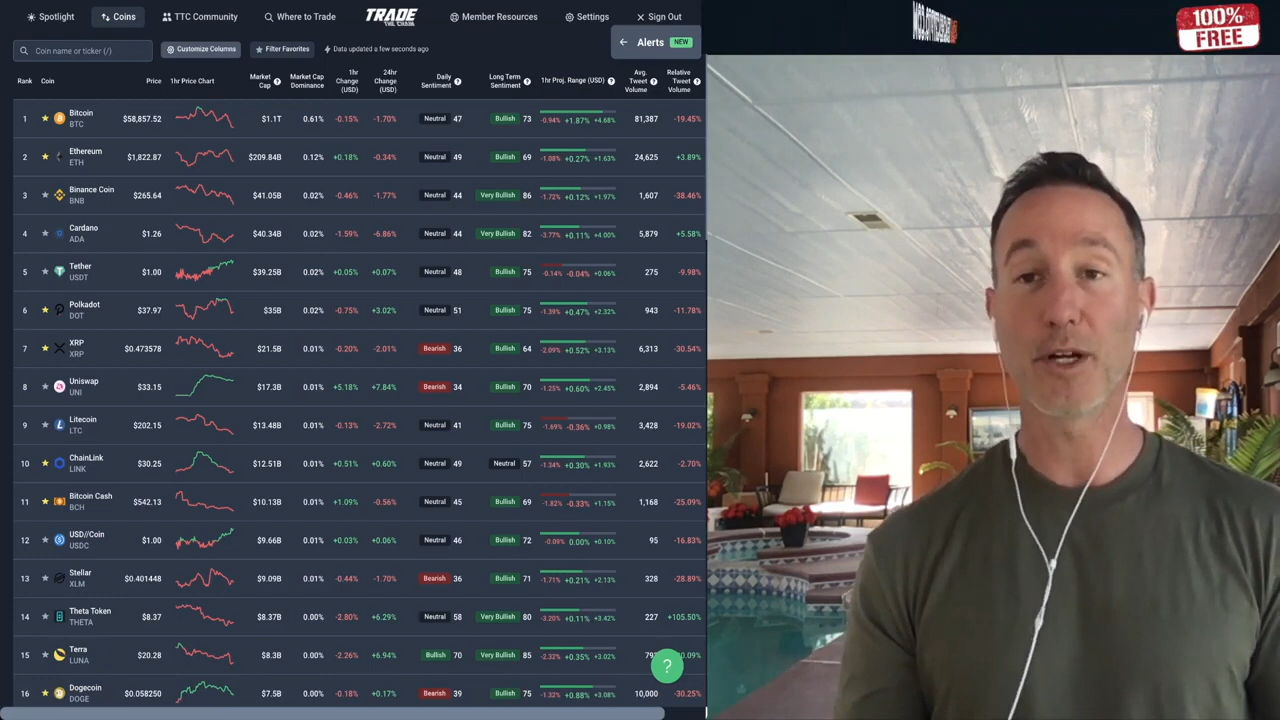 Spotlight Coins TTC Community Where to Trade TRADE THE CHAIN Member Resources Settings Sign Out
100% FREE
Coin name or ticker (/) Customize Columns Filter Favorites Data updated a few seconds ago Alerts NEW
Rank Coin Price 1hr Price Chart Market Cap ? Market Cap Dominance 1hr Change (USD) 24hr Change (USD) Daily Sentiment ? Long Term Sentiment ? 1hr Proj. Range (USD) ? Avg. Tweet Volume ? Relative Tweet Volume ?
1 Bitcoin BTC $58,857.52 $1.1T 0.61% -0.15% -1.70% Neutral 47 Bullish 73 -0.94% +1.87% +4.68% 81,387 -19.45%
2 Ethereum ETH $1,822.87 $209.84B 0.12% +0.18% -0.34% Neutral 49 Bullish 69 -1.08% +0.27% +1.63% 24,625 +3.89%
3 Binance Coin BNB $265.64 $41.05B 0.02% -0.46% -1.77% Neutral 44 Very Bullish 86 -1.72% +0.12% +1.97% 1,607 -38.46%
4 Cardano ADA $1.26 $40.34B 0.02% -1.59% -6.86% Neutral 44 Very Bullish 82 -3.77% +0.11% +4.00% 5,879 +5.58%
5 Tether USDT $1.00 $39.25B 0.02% +0.05% +0.07% Neutral 48 Bullish 75 -0.14% -0.04% +0.06% 275 -9.98%
6 Polkadot DOT $37.97 $35B 0.02% -0.75% +3.02% Neutral 51 Bullish 75 -1.39% +0.47% +2.32% 943 -11.78%
7 XRP XRP $0.473578 $21.5B 0.01% -0.20% -2.01% Bearish 36 Bullish 64 -2.09% +0.52% +3.13% 6,313 -30.54%
8 Uniswap UNI $33.15 $17.3B 0.01% +5.18% +7.84% Bearish 34 Bullish 70 -1.25% +0.60% +2.45% 2,894 -5.46%
9 Litecoin LTC $202.15 $13.48B 0.01% -0.13% -2.72% Neutral 41 Bullish 75 -1.69% -0.36% +0.98% 3,428 -19.02%
10 ChainLink LINK $30.25 $12.51B 0.01% +0.51% +0.60% Neutral 49 Neutral 57 -1.34% +0.30% +1.93% 2,622 -2.70%
11 Bitcoin Cash BCH $542.13 $10.13B 0.01% +1.09% -0.56% Neutral 45 Bullish 69 -1.82% -0.33% +1.15% 1,168 -25.09%
12 USD//Coin USDC $1.00 $9.66B 0.01% +0.03% +0.06% Neutral 46 Bullish 72 -0.08% 0.00% +0.10% 95 -16.83%
13 Stellar XLM $0.401448 $9.09B 0.01% -0.44% -1.70% Bearish 36 Bullish 71 -1.71% +0.21% +2.13% 328 -28.89%
14 Theta Token THETA $8.37 $8.37B 0.00% -2.80% +6.29% Neutral 58 Very Bullish 80 -3.20% +0.11% +3.42% 227 +105.50%
15 Terra LUNA $20.28 $8.3B 0.00% -2.26% +6.94% Bullish 70 Very Bullish 85 -2.32% +0.35% +3.02% ?
16 Dogecoin DOGE $0.058250 $7.5B 0.00% -0.18% +0.17% Bearish 39 Bullish 75 -1.32% +0.88% +3.08% 10,000 -30.25%